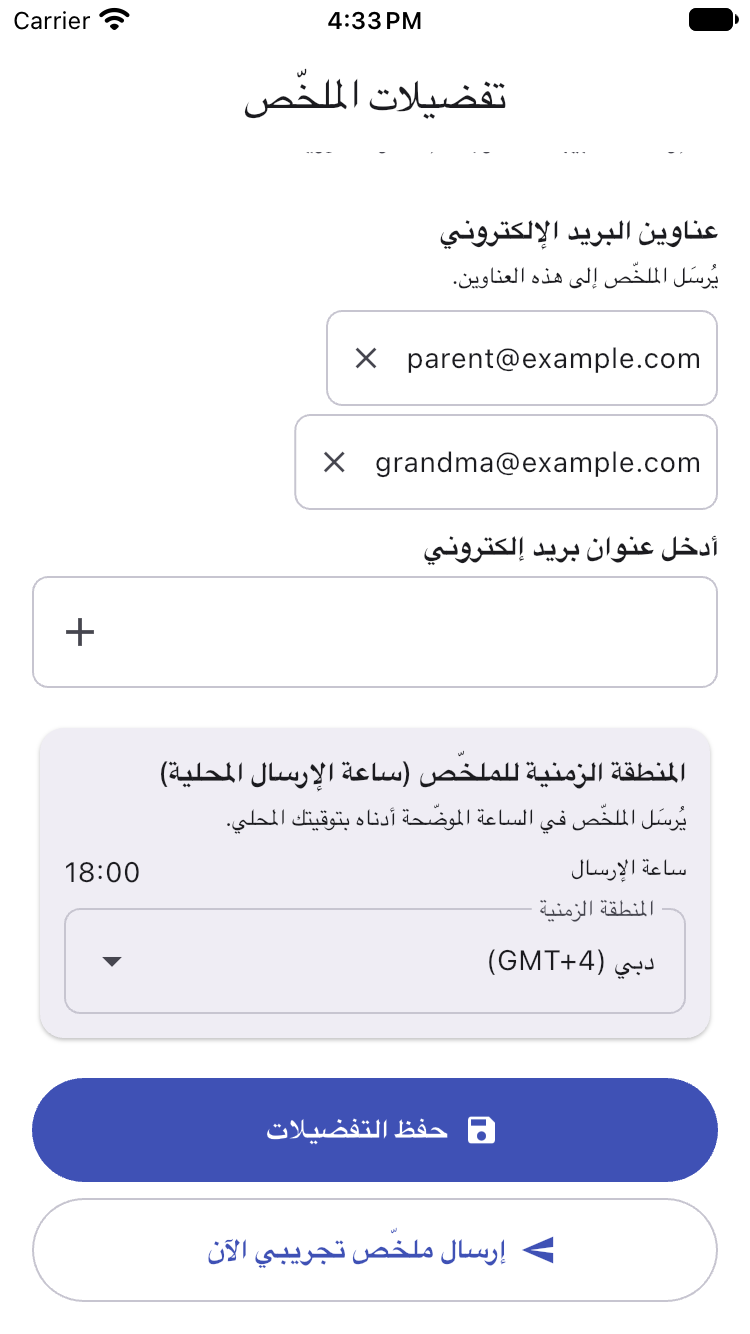 Carrier 4:33 PM
تفضيلات الملخّص
عناوين البريد الإلكتروني
يُرسَل الملخّص إلى هذه العناوين.
parent@example.com
grandma@example.com
أدخل عنوان بريد إلكتروني
المنطقة الزمنية للملخّص (ساعة الإرسال المحلية)
يُرسَل الملخّص في الساعة الموضّحة أدناه بتوقيتك المحلي.
ساعة الإرسال 18:00
المنطقة الزمنية
دبي (GMT+4)
حفظ التفضيلات
إرسال ملخّص تجريبي الآن